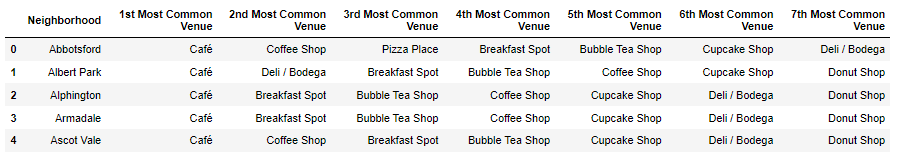 Neighborhood 1st Most Common Venue 2nd Most Common Venue 3rd Most Common Venue 4th Most Common Venue 5th Most Common Venue 6th Most Common Venue 7th Most Common Venue
0 Abbotsford Café Coffee Shop Pizza Place Breakfast Spot Bubble Tea Shop Cupcake Shop Deli / Bodega
1 Albert Park Café Deli / Bodega Breakfast Spot Bubble Tea Shop Coffee Shop Cupcake Shop Donut Shop
2 Alphington Café Breakfast Spot Bubble Tea Shop Coffee Shop Cupcake Shop Deli / Bodega Donut Shop
3 Armadale Café Breakfast Spot Bubble Tea Shop Coffee Shop Cupcake Shop Deli / Bodega Donut Shop
4 Ascot Vale Café Coffee Shop Breakfast Spot Bubble Tea Shop Cupcake Shop Deli / Bodega Donut Shop